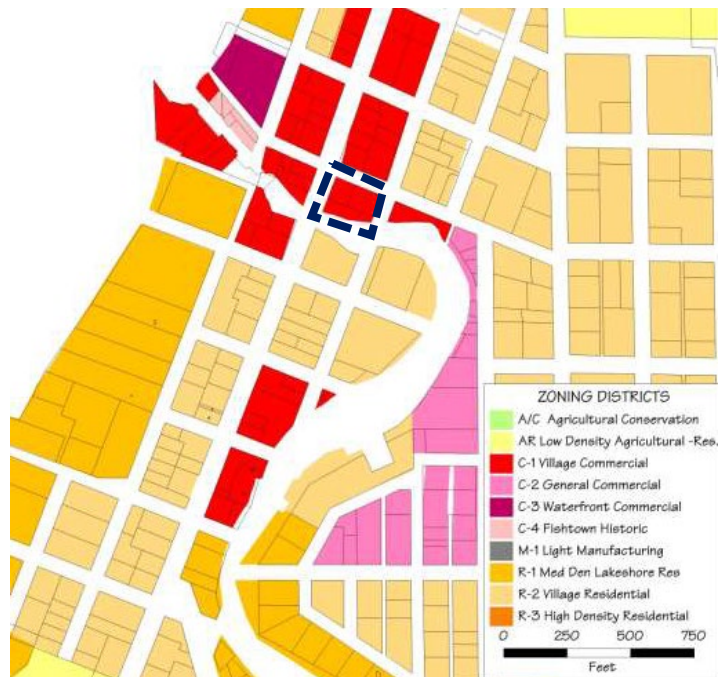 ZONING DISTRICTS
A/C Agricultural Conservation
AR Low Density Agricultural -Res.
C-1 Village Commercial
C-2 General Commercial
C-3 Waterfront Commercial
C-4 Fishtown Historic
M-1 Light Manufacturing
R-1 Med Den Lakeshore Res
R-2 Village Residential
R-3 High Density Residential
0 250 500 750
Feet